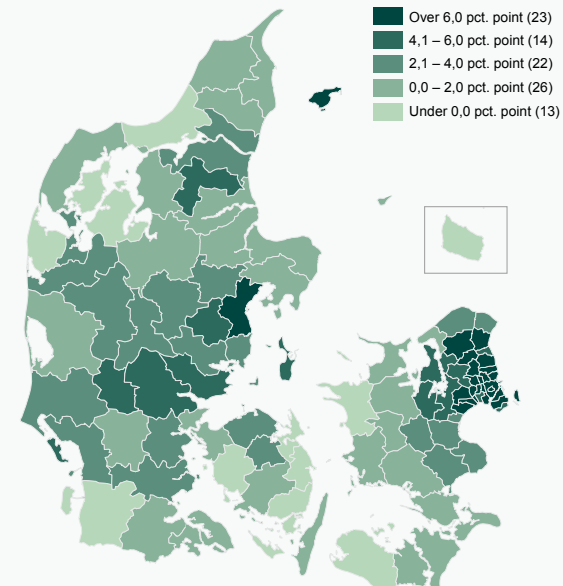 Over 6,0 pct. point (23)
4,1 – 6,0 pct. point (14)
2,1 – 4,0 pct. point (22)
0,0 – 2,0 pct. point (26)
Under 0,0 pct. point (13)